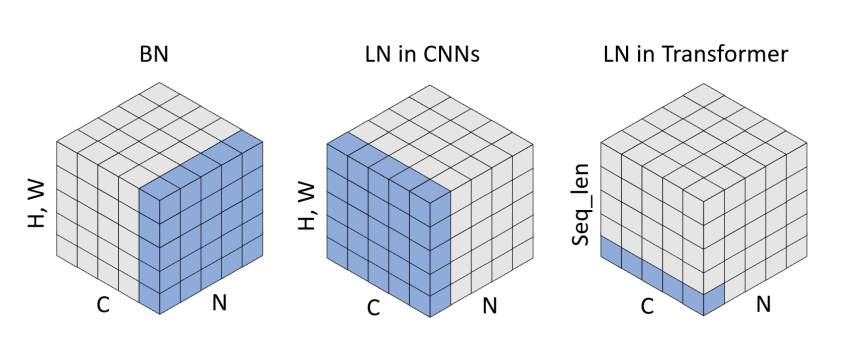 BN
LN in CNNs
LN in Transformer
H, W
C
N
H, W
C
N
Seq_len
C
N